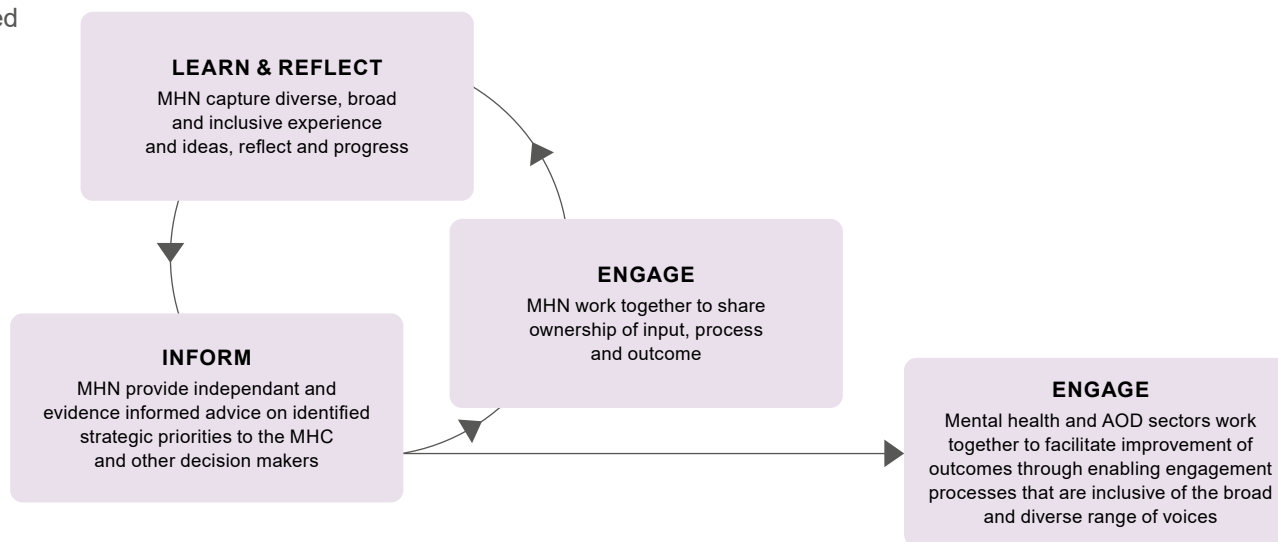 ed
LEARN & REFLECT
MHN capture diverse, broad
and inclusive experience
and ideas, reflect and progress
ENGAGE
MHN work together to share
ownership of input, process
and outcome
INFORM
MHN provide independant and
evidence informed advice on identified
strategic priorities to the MHC
and other decision makers
ENGAGE
Mental health and AOD sectors work
together to facilitate improvement of
outcomes through enabling engagement
processes that are inclusive of the broad
and diverse range of voices